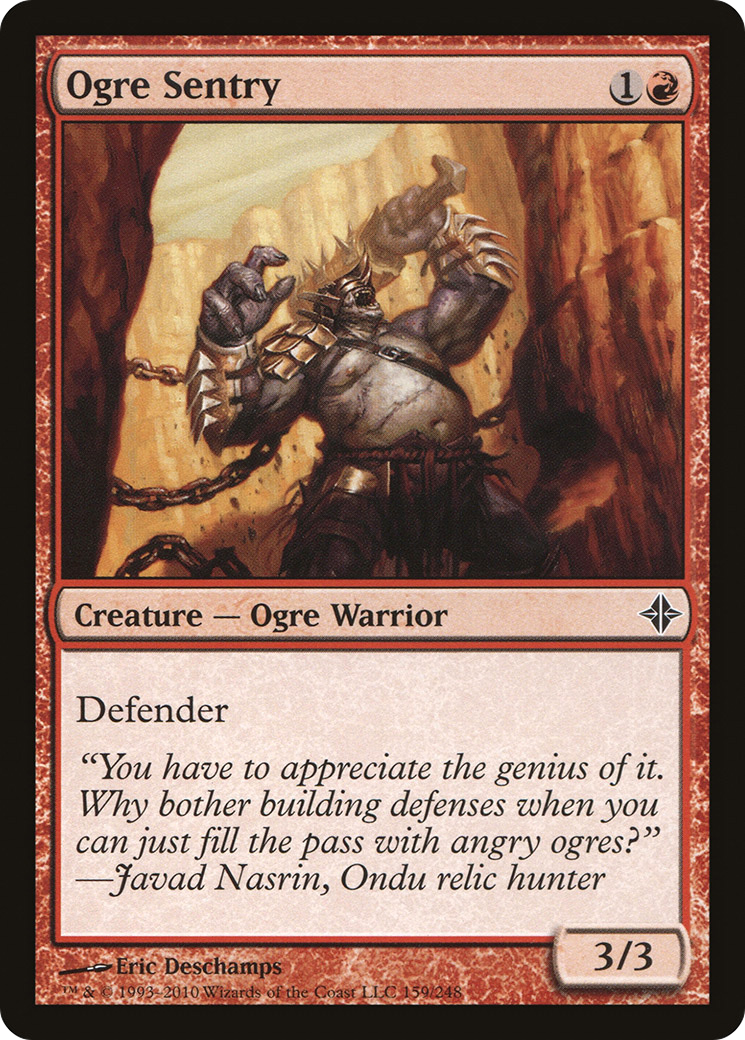 Ogre Sentry
1
Creature — Ogre Warrior
Defender
“You have to appreciate the genius of it.
Why bother building defenses when you
can just fill the pass with angry ogres?”
—Javad Nasrin, Ondu relic hunter
3/3
Eric Deschamps
™ & © 1993–2010 Wizards of the Coast LLC 159/248